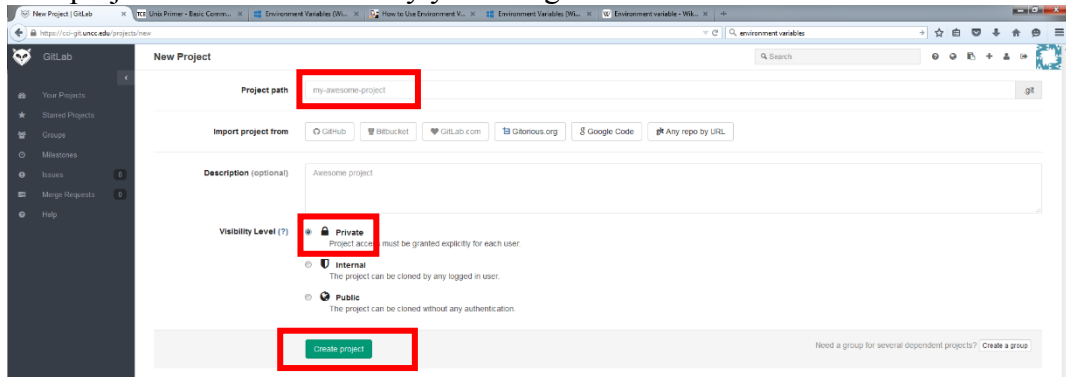 New Project | GitLab × TCE Unix Primer - Basic Comm... × Environment Variables (Wi... × How to Use Environment V... × Environment Variables (Wi... × W Environment variable - Wik... × +
https://cci-git.uncc.edu/projects/new environment variables
GitLab New Project Search
Your Projects
Starred Projects
Groups
Milestones
Issues 0
Merge Requests 0
Help
Project path my-awesome-project .git
Import project from GitHub Bitbucket GitLab.com Gitorious.org Google Code Any repo by URL
Description (optional) Awesome project
Visibility Level (?) Private
Project access must be granted explicitly for each user.
Internal
The project can be cloned by any logged in user.
Public
The project can be cloned without any authentication.
Create project Need a group for several dependent projects? Create a group